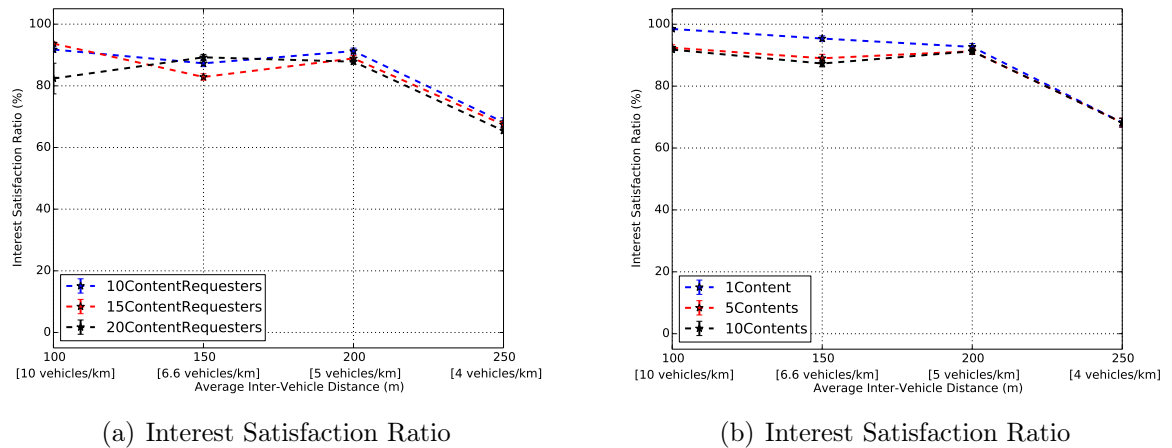 100
80
60
40
20
0
Interest Satisfaction Ratio (%)
10ContentRequesters
15ContentRequesters
20ContentRequesters
100 150 200 250
[10 vehicles/km] [6.6 vehicles/km] [5 vehicles/km] [4 vehicles/km]
Average Inter-Vehicle Distance (m)
(a) Interest Satisfaction Ratio
100
80
60
40
20
0
Interest Satisfaction Ratio (%)
1Content
5Contents
10Contents
100 150 200 250
[10 vehicles/km] [6.6 vehicles/km] [5 vehicles/km] [4 vehicles/km]
Average Inter-Vehicle Distance (m)
(b) Interest Satisfaction Ratio